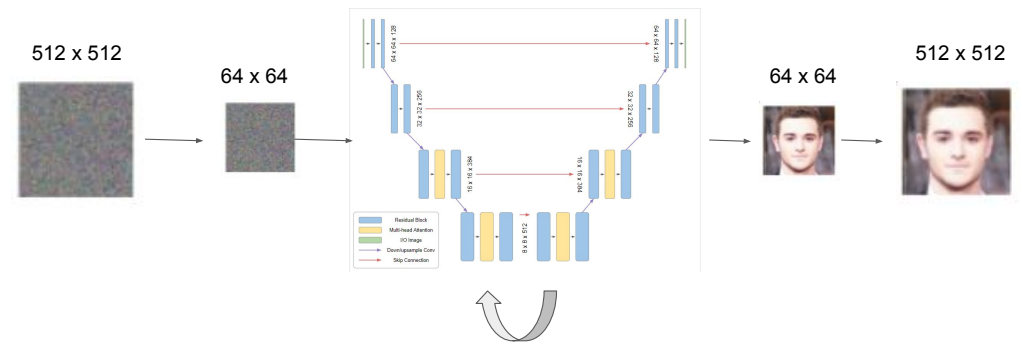 512 x 512
64 x 64
64 x 64 x 128
32 x 32 x 256
16 x 16 x 384
8 x 8 x 512
16 x 16 x 384
32 x 32 x 256
64 x 64 x 128
Residual Block
Multi-head Attention
I/O Image
Down/upsample Conv
Skip Connection
64 x 64
512 x 512